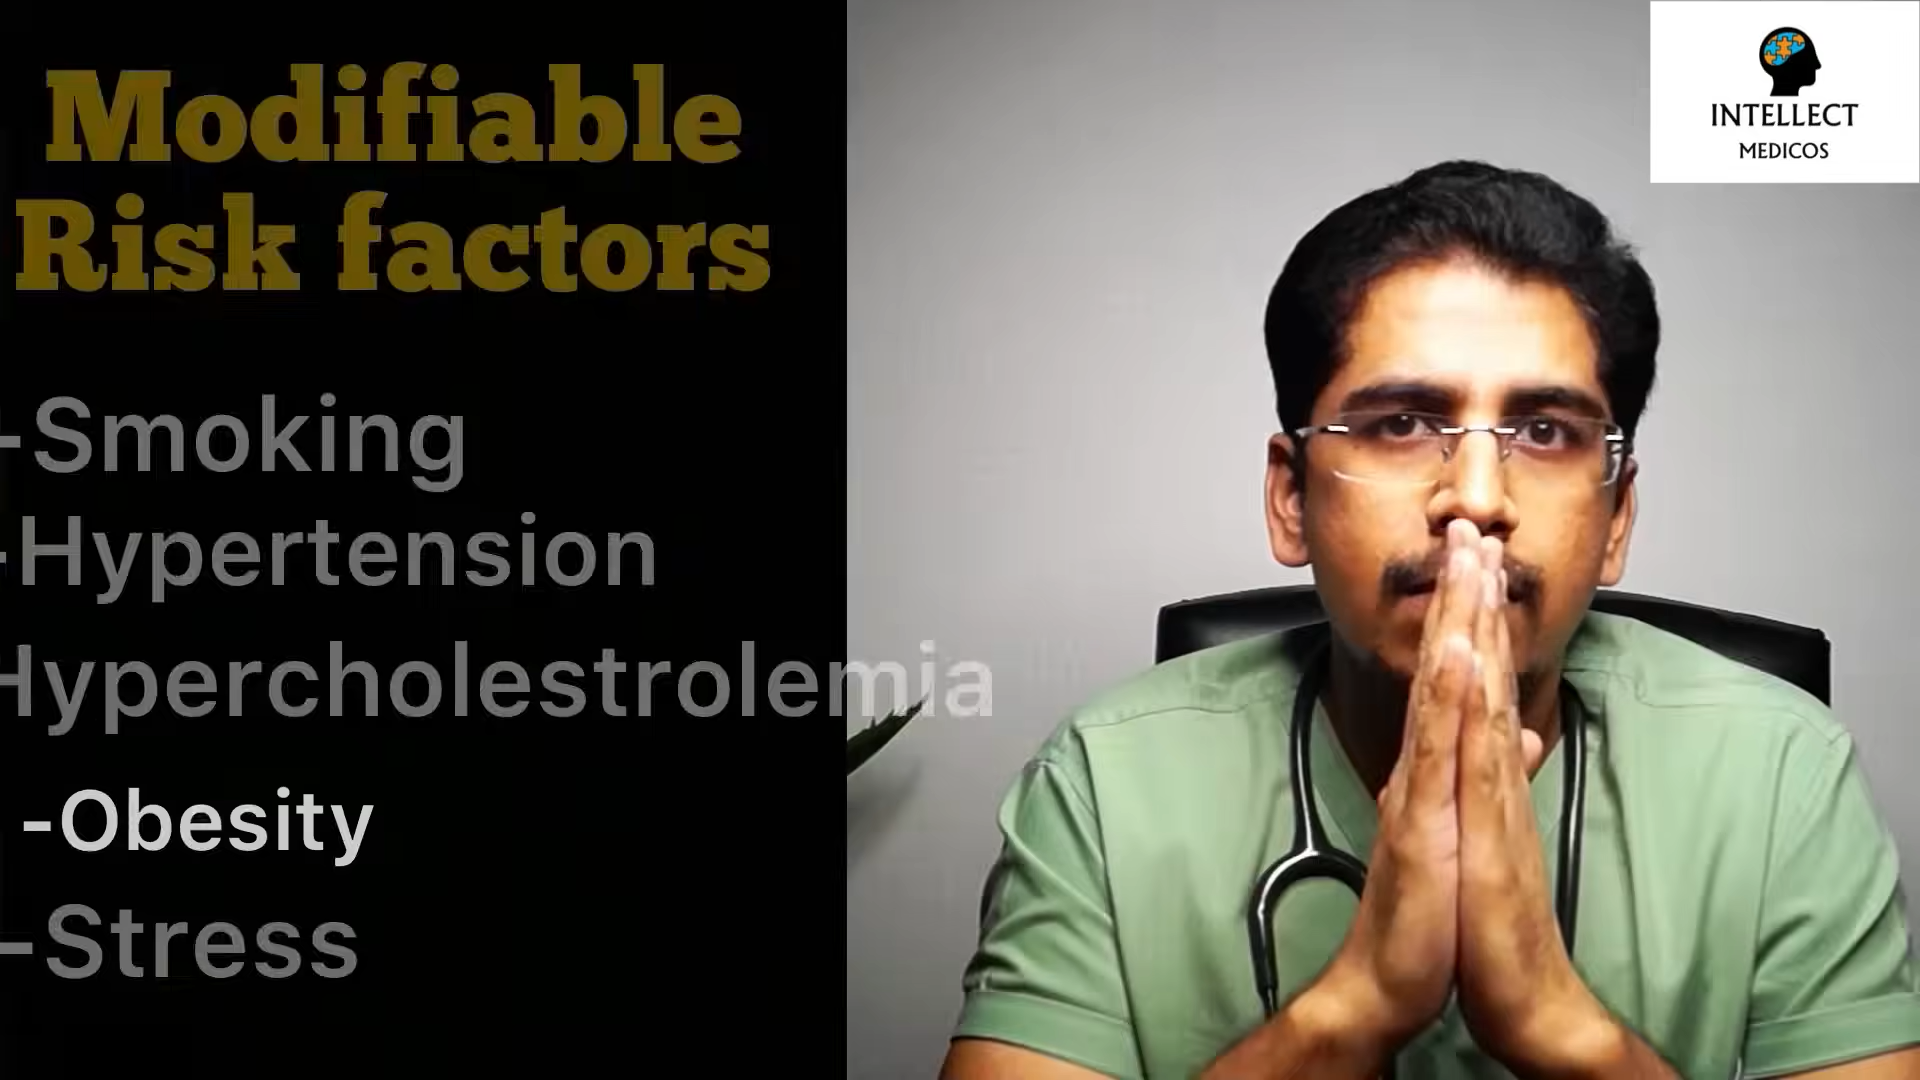 Modifiable
Risk factors
-Smoking
-Hypertension
Hypercholestrolemia
-Obesity
-Stress
INTELLECT
MEDICOS